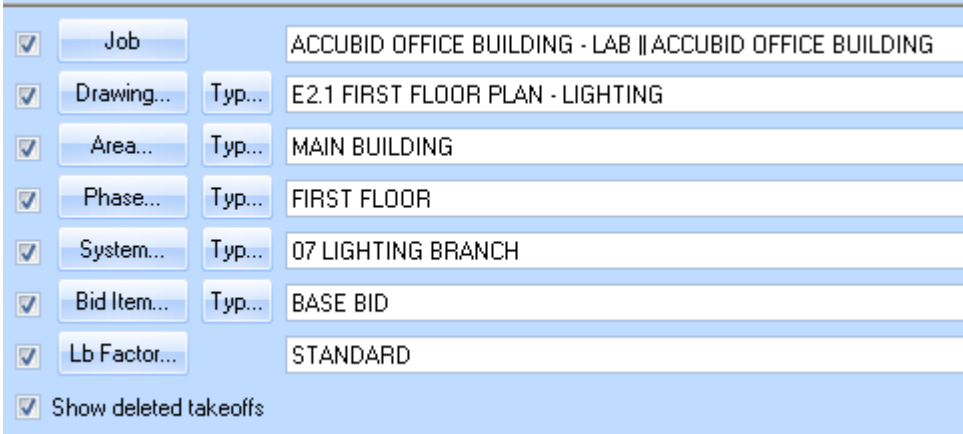 Job ACCUBID OFFICE BUILDING - LAB || ACCUBID OFFICE BUILDING
Drawing... Typ... E2.1 FIRST FLOOR PLAN - LIGHTING
Area... Typ... MAIN BUILDING
Phase... Typ... FIRST FLOOR
System... Typ... 07 LIGHTING BRANCH
Bid Item... Typ... BASE BID
Lb Factor... STANDARD
Show deleted takeoffs